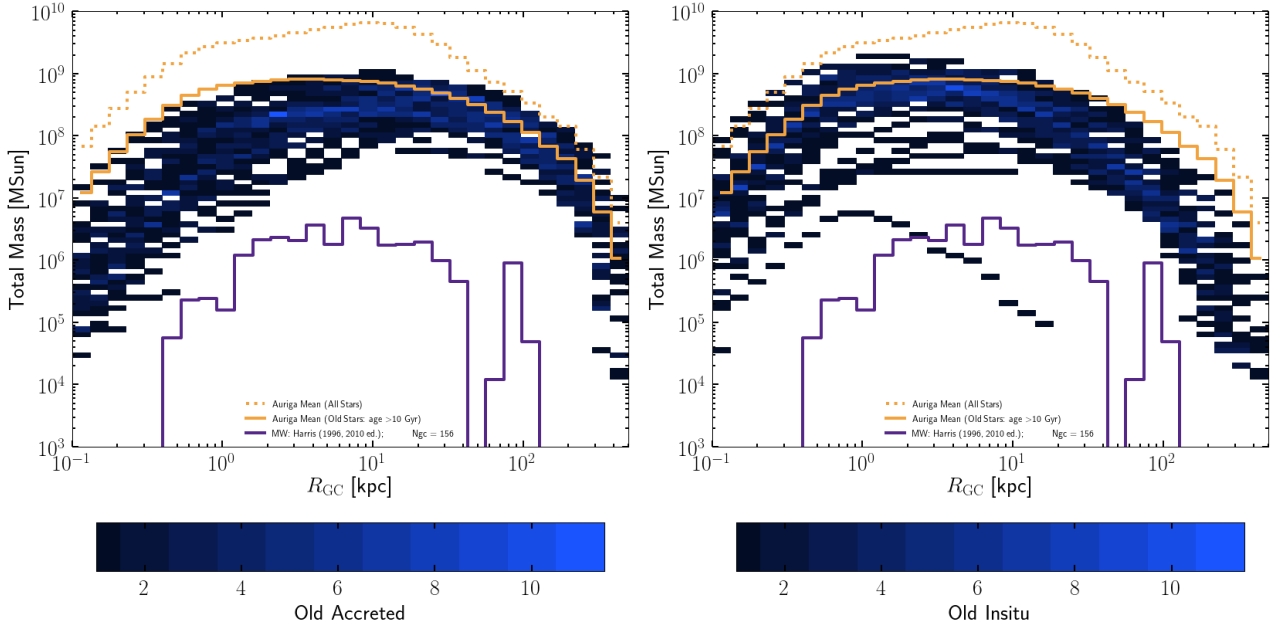 10^10
10^9
10^8
10^7
10^6
10^5
10^4
10^3
Total Mass [MSun]
Auriga Mean (All Stars)
Auriga Mean (Old Stars: age >10 Gyr)
MW: Harris (1996, 2010 ed.); Ngc = 156
10^-1 10^0 10^1 10^2
R_GC [kpc]
2 4 6 8 10
Old Accreted
10^10
10^9
10^8
10^7
10^6
10^5
10^4
10^3
Total Mass [MSun]
Auriga Mean (All Stars)
Auriga Mean (Old Stars: age >10 Gyr)
MW: Harris (1996, 2010 ed.); Ngc = 156
10^-1 10^0 10^1 10^2
R_GC [kpc]
2 4 6 8 10
Old Insitu